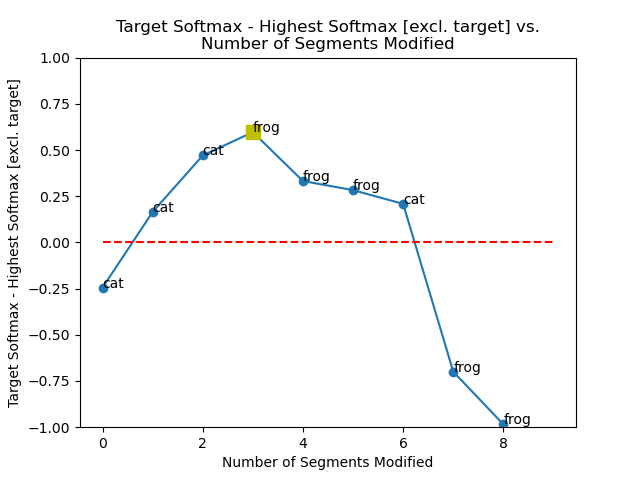 Target Softmax - Highest Softmax [excl. target] vs.
Number of Segments Modified
Target Softmax - Highest Softmax [excl. target]
1.00
0.75
0.50
0.25
0.00
−0.25
−0.50
−0.75
−1.00
cat
cat
cat
frog
frog
frog
cat
frog
frog
0 2 4 6 8
Number of Segments Modified